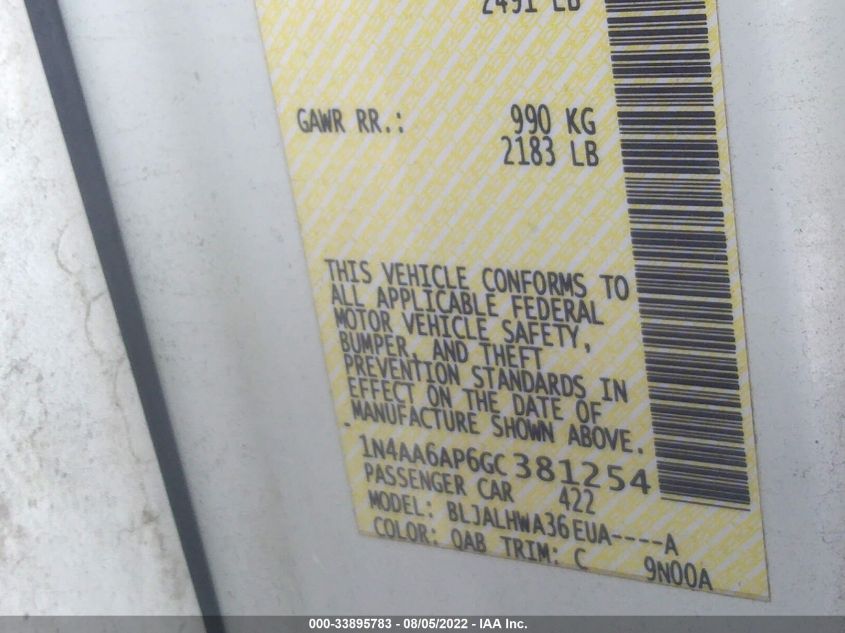 2491 LB
GAWR RR.: 990 KG
2183 LB
THIS VEHICLE CONFORMS TO
ALL APPLICABLE FEDERAL
MOTOR VEHICLE SAFETY,
BUMPER, AND THEFT
PREVENTION STANDARDS IN
EFFECT ON THE DATE OF
MANUFACTURE SHOWN ABOVE.
1N4AA6AP6GC381254
PASSENGER CAR 422
MODEL: BLJALHWA36EUA----A
COLOR: QAB TRIM: C 9N00A
000-33895783 - 08/05/2022 - IAA Inc.